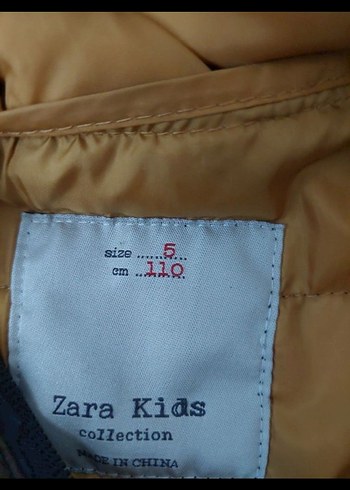 size ....5....
cm ....110....
Zara Kids
collection
MADE IN CHINA